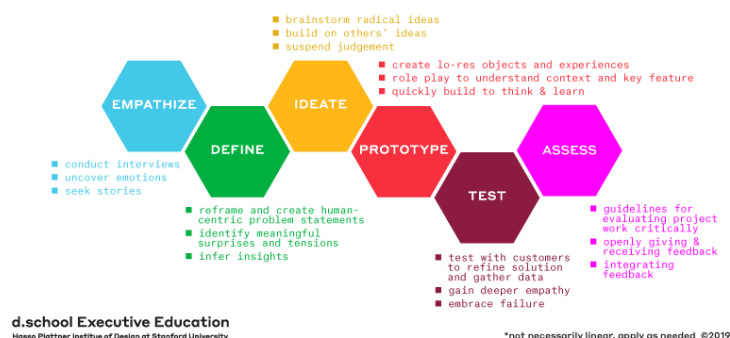 EMPATHIZE
■ conduct interviews
■ uncover emotions
■ seek stories
DEFINE
■ reframe and create human-
centric problem statements
■ identify meaningful
surprises and tensions
■ infer insights
■ brainstorm radical ideas
■ build on others' ideas
■ suspend judgement
IDEATE
■ create lo-res objects and experiences
■ role play to understand context and key feature
■ quickly build to think & learn
PROTOTYPE
TEST
■ test with customers
to refine solution
and gather data
■ gain deeper empathy
■ embrace failure
ASSESS
■ guidelines for
evaluating project
work critically
■ openly giving &
receiving feedback
■ integrating
feedback
d.school Executive Education
Hasso Plattner Institue of Design at Stanford University
*not necessarily linear, apply as needed ©2019